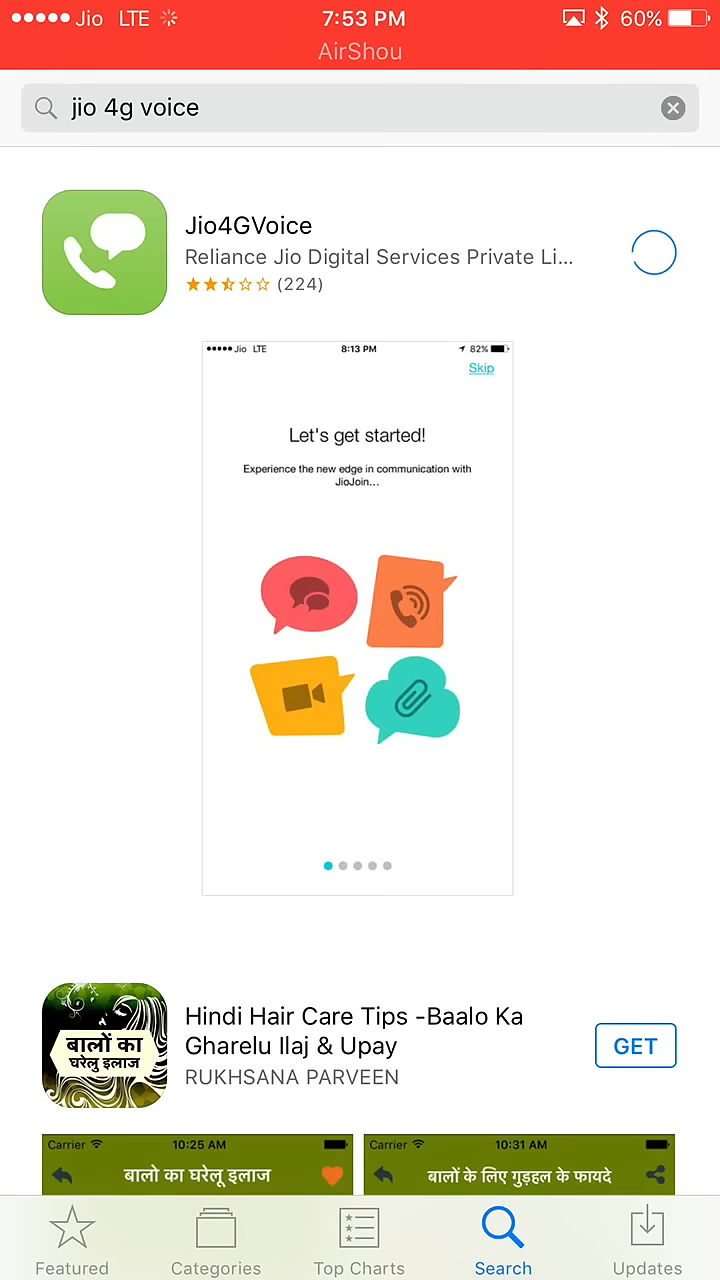 Jio LTE 7:53 PM 60%
AirShou
jio 4g voice
Jio4GVoice
Reliance Jio Digital Services Private Li...
(224)
Jio LTE 8:13 PM 82%
Skip
Let's get started!
Experience the new edge in communication with
JioJoin...
बालों का
घरेलु इलाज
Hindi Hair Care Tips -Baalo Ka
Gharelu Ilaj & Upay
RUKHSANA PARVEEN
GET
Carrier 10:25 AM
बालो का घरेलू इलाज
Carrier 10:31 AM
बालों के लिए गुड़हल के फायदे
Featured Categories Top Charts Search Updates